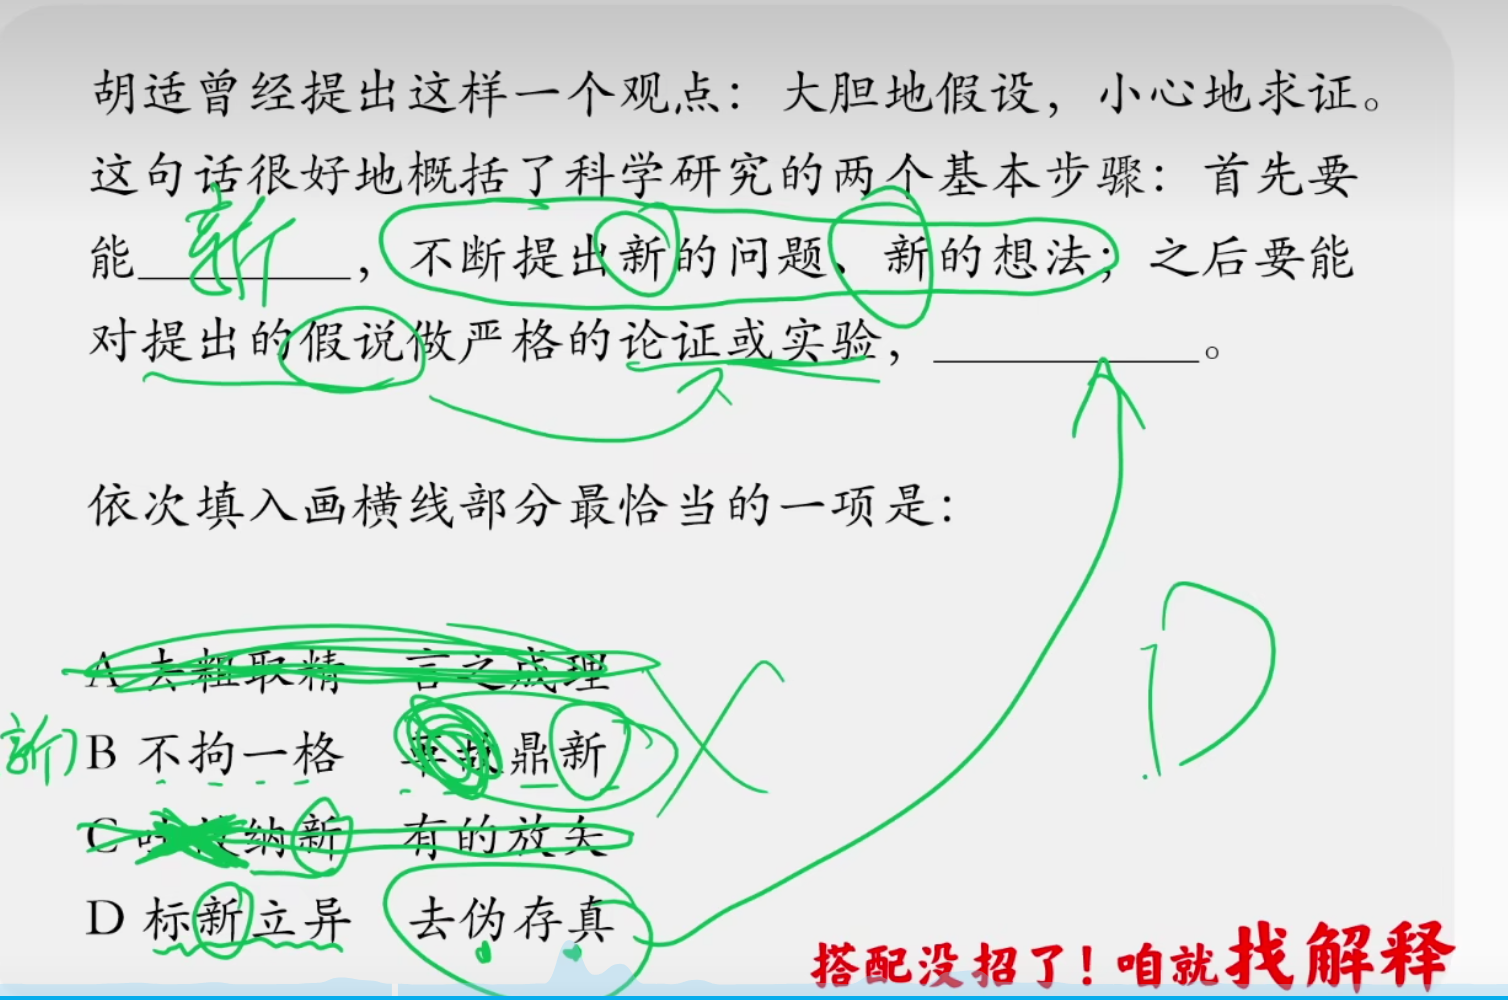 胡适曾经提出这样一个观点：大胆地假设，小心地求证。
这句话很好地概括了科学研究的两个基本步骤：首先要
能________，不断提出新的问题、新的想法；之后要能
新
对提出的假说做严格的论证或实验，__________。
依次填入画横线部分最恰当的一项是：
A 去粗取精 言之成理
新 B 不拘一格 革故鼎新
C 吐故纳新 有的放矢
D 标新立异 去伪存真
D
搭配没招了！咱就找解释